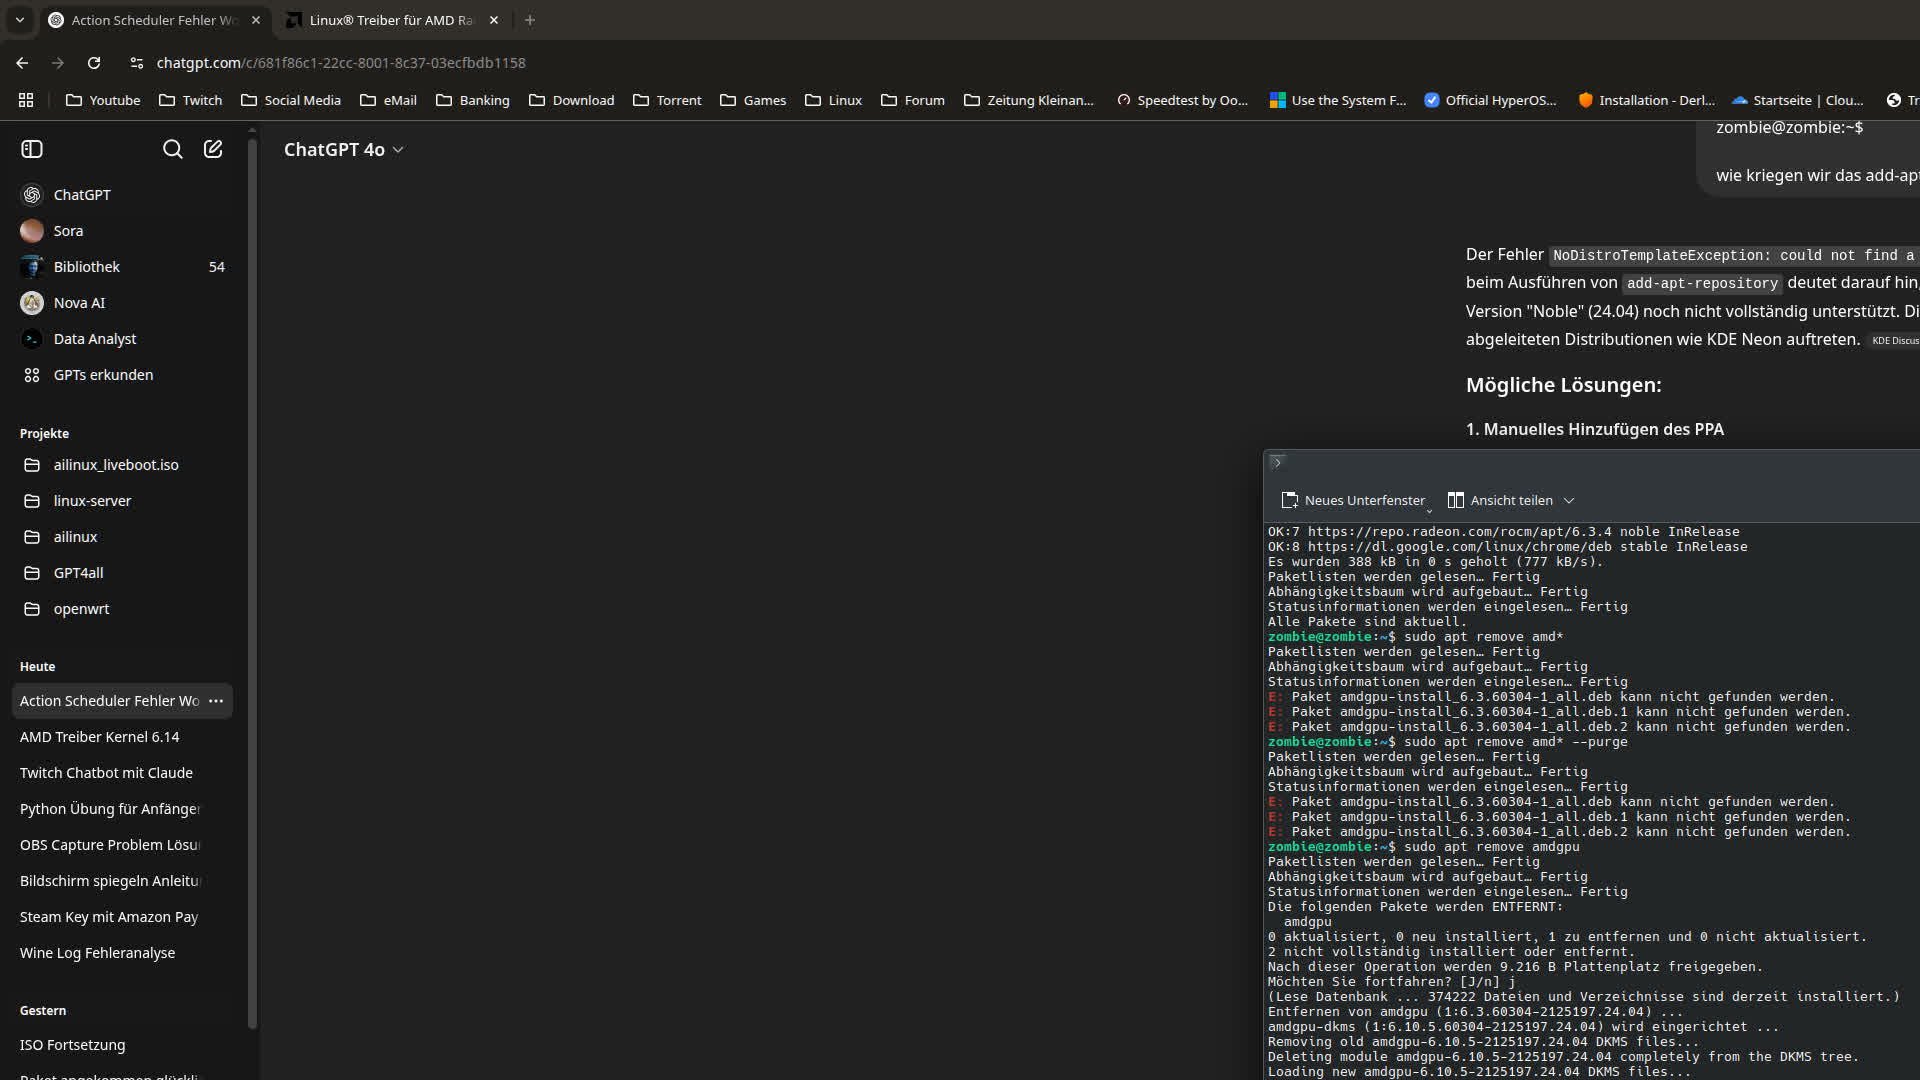 Action Scheduler Fehler Wo
Linux® Treiber für AMD Ra
chatgpt.com/c/681f86c1-22cc-8001-8c37-03ecfbdb1158
Youtube
Twitch
Social Media
eMail
Banking
Download
Torrent
Games
Linux
Forum
Zeitung Kleinan...
Speedtest by Oo...
Use the System F...
Official HyperOS...
Installation - Derl...
Startseite | Clou...
Tr
ChatGPT
Sora
Bibliothek 54
Nova AI
Data Analyst
GPTs erkunden
Projekte
ailinux_liveboot.iso
linux-server
ailinux
GPT4all
openwrt
Heute
Action Scheduler Fehler Wo
AMD Treiber Kernel 6.14
Twitch Chatbot mit Claude
Python Übung für Anfänger
OBS Capture Problem Lösu
Bildschirm spiegeln Anleitu
Steam Key mit Amazon Pay
Wine Log Fehleranalyse
Gestern
ISO Fortsetzung
Paket angekommen glückli
ChatGPT 4o
zombie@zombie:~$
wie kriegen wir das add-apt
Der Fehler NoDistroTemplateException: could not find a
beim Ausführen von add-apt-repository deutet darauf hin,
Version "Noble" (24.04) noch nicht vollständig unterstützt. Di
abgeleiteten Distributionen wie KDE Neon auftreten. KDE Discus
Mögliche Lösungen:
1. Manuelles Hinzufügen des PPA
Neues Unterfenster
Ansicht teilen
OK:7 https://repo.radeon.com/rocm/apt/6.3.4 noble InRelease
OK:8 https://dl.google.com/linux/chrome/deb stable InRelease
Es wurden 388 kB in 0 s geholt (777 kB/s).
Paketlisten werden gelesen… Fertig
Abhängigkeitsbaum wird aufgebaut… Fertig
Statusinformationen werden eingelesen… Fertig
Alle Pakete sind aktuell.
zombie@zombie:~$ sudo apt remove amd*
Paketlisten werden gelesen… Fertig
Abhängigkeitsbaum wird aufgebaut… Fertig
Statusinformationen werden eingelesen… Fertig
E: Paket amdgpu-install_6.3.60304-1_all.deb kann nicht gefunden werden.
E: Paket amdgpu-install_6.3.60304-1_all.deb.1 kann nicht gefunden werden.
E: Paket amdgpu-install_6.3.60304-1_all.deb.2 kann nicht gefunden werden.
zombie@zombie:~$ sudo apt remove amd* --purge
Paketlisten werden gelesen… Fertig
Abhängigkeitsbaum wird aufgebaut… Fertig
Statusinformationen werden eingelesen… Fertig
E: Paket amdgpu-install_6.3.60304-1_all.deb kann nicht gefunden werden.
E: Paket amdgpu-install_6.3.60304-1_all.deb.1 kann nicht gefunden werden.
E: Paket amdgpu-install_6.3.60304-1_all.deb.2 kann nicht gefunden werden.
zombie@zombie:~$ sudo apt remove amdgpu
Paketlisten werden gelesen… Fertig
Abhängigkeitsbaum wird aufgebaut… Fertig
Statusinformationen werden eingelesen… Fertig
Die folgenden Pakete werden ENTFERNT:
amdgpu
0 aktualisiert, 0 neu installiert, 1 zu entfernen und 0 nicht aktualisiert.
2 nicht vollständig installiert oder entfernt.
Nach dieser Operation werden 9.216 B Plattenplatz freigegeben.
Möchten Sie fortfahren? [J/n] j
(Lese Datenbank ... 374222 Dateien und Verzeichnisse sind derzeit installiert.)
Entfernen von amdgpu (1:6.3.60304-2125197.24.04) ...
amdgpu-dkms (1:6.10.5.60304-2125197.24.04) wird eingerichtet ...
Removing old amdgpu-6.10.5-2125197.24.04 DKMS files...
Deleting module amdgpu-6.10.5-2125197.24.04 completely from the DKMS tree.
Loading new amdgpu-6.10.5-2125197.24.04 DKMS files...